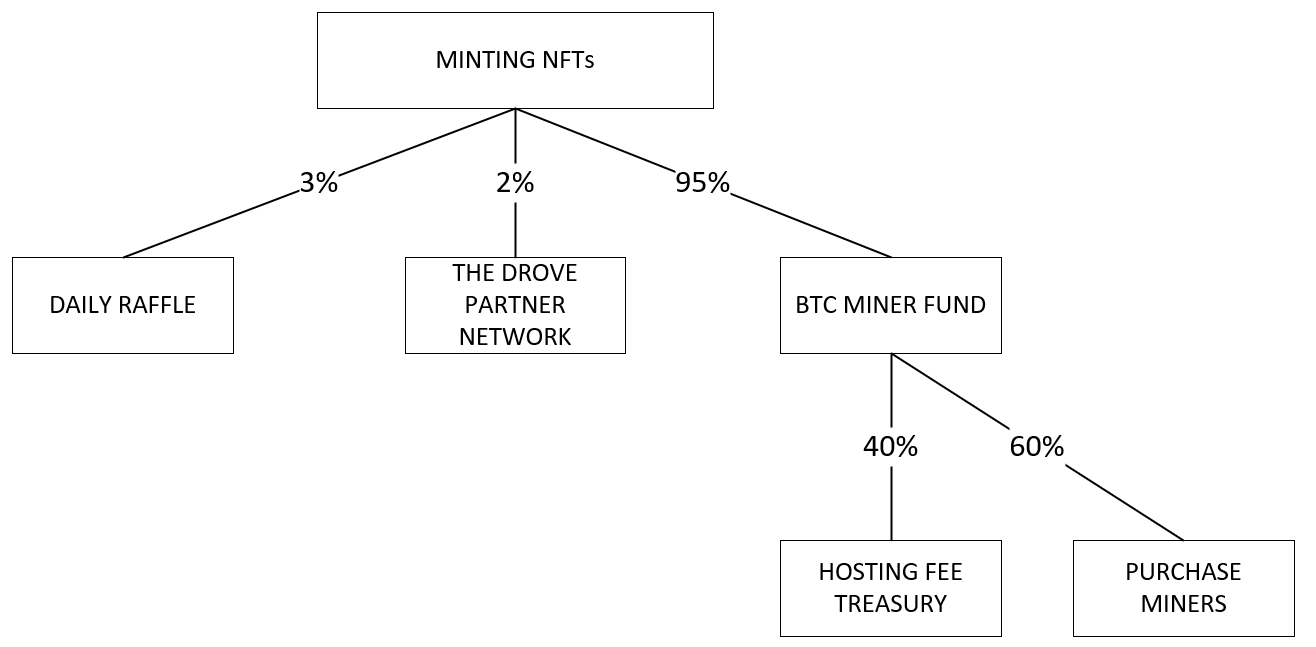 MINTING NFTs
3%
2%
95%
DAILY RAFFLE
THE DROVE
PARTNER
NETWORK
BTC MINER FUND
40%
60%
HOSTING FEE
TREASURY
PURCHASE
MINERS